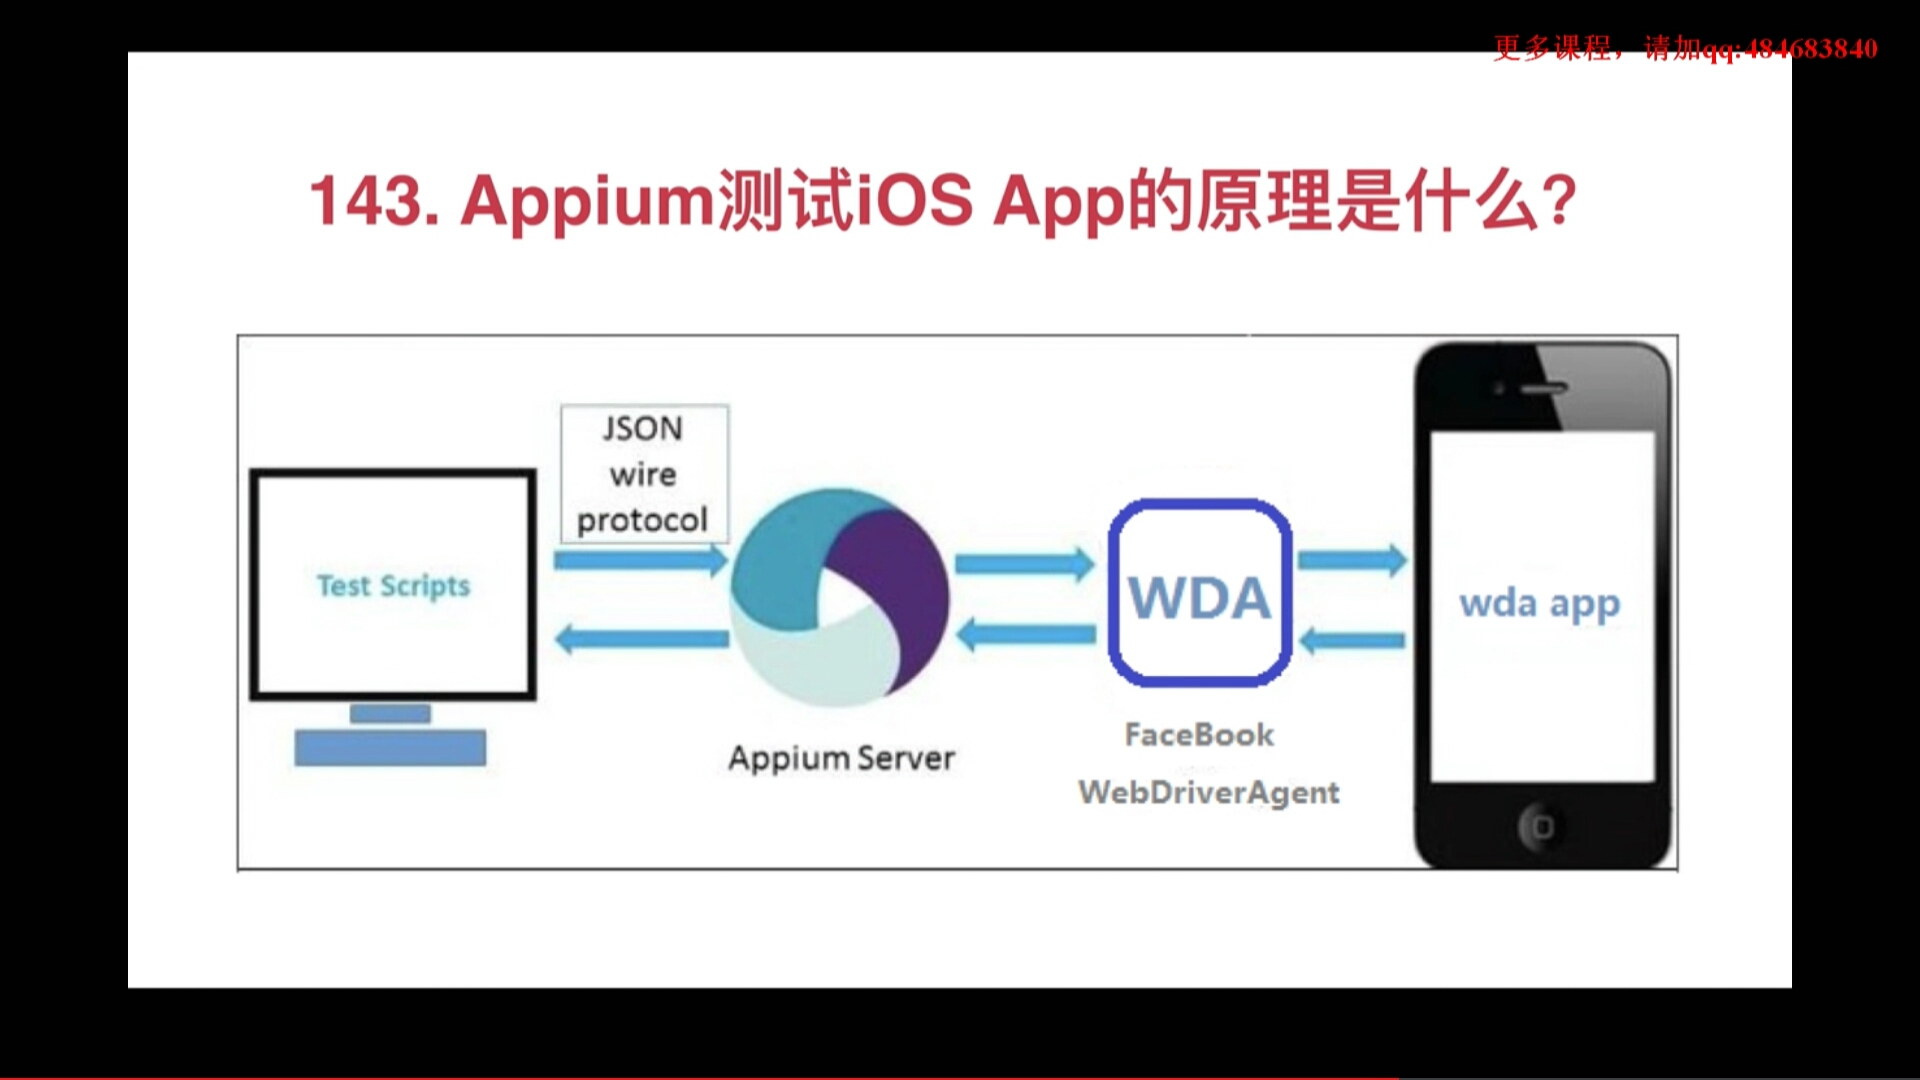 更多课程，请加qq:484683840
143. Appium测试iOS App的原理是什么?
JSON
wire
protocol
Test Scripts
WDA
wda app
FaceBook
Appium Server
WebDriverAgent